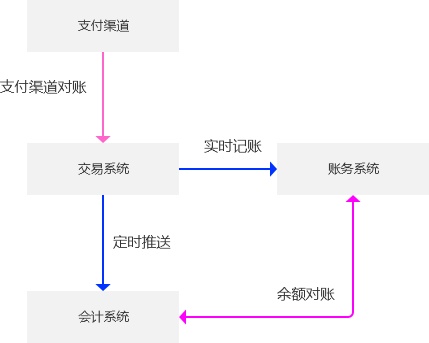 支付渠道
支付渠道对账
实时记账
交易系统
账务系统
定时推送
余额对账
会计系统